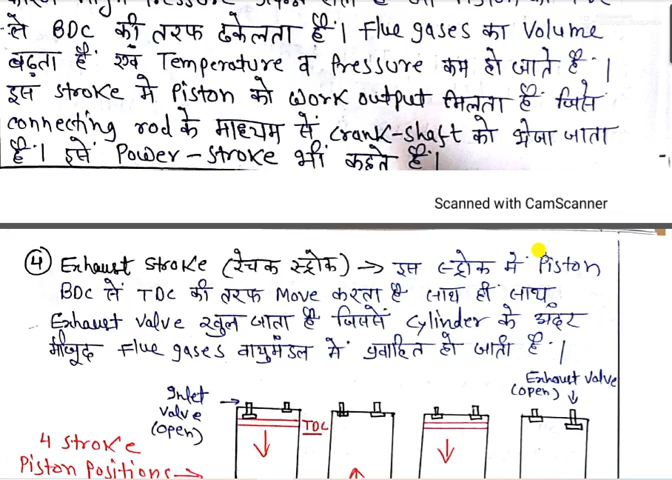 से BDC की तरफ ढकेलता है। Flue gases का Volume
बढ़ता है एवं Temperature व Pressure कम हो जाते है।
इस stroke मे Piston को work output मिलता है जिसे
connecting rod के माध्यम से Crank-shaft को भेजा जाता
है। इसे Power-stroke भी कहते है।
Scanned with CamScanner
④ Exhaust stroke (रेचक स्ट्रोक) → इस स्ट्रोक मे Piston
BDC से TDC की तरफ Move करता है साथ ही साथ
Exhaust valve खुल जाता है जिससे Cylinder के अंदर
मौजूद Flue gases वायुमंडल मे प्रवाहित हो जाती है।
Inlet valve (open)
Exhaust valve (open)
TDC
4 stroke
Piston Positions →